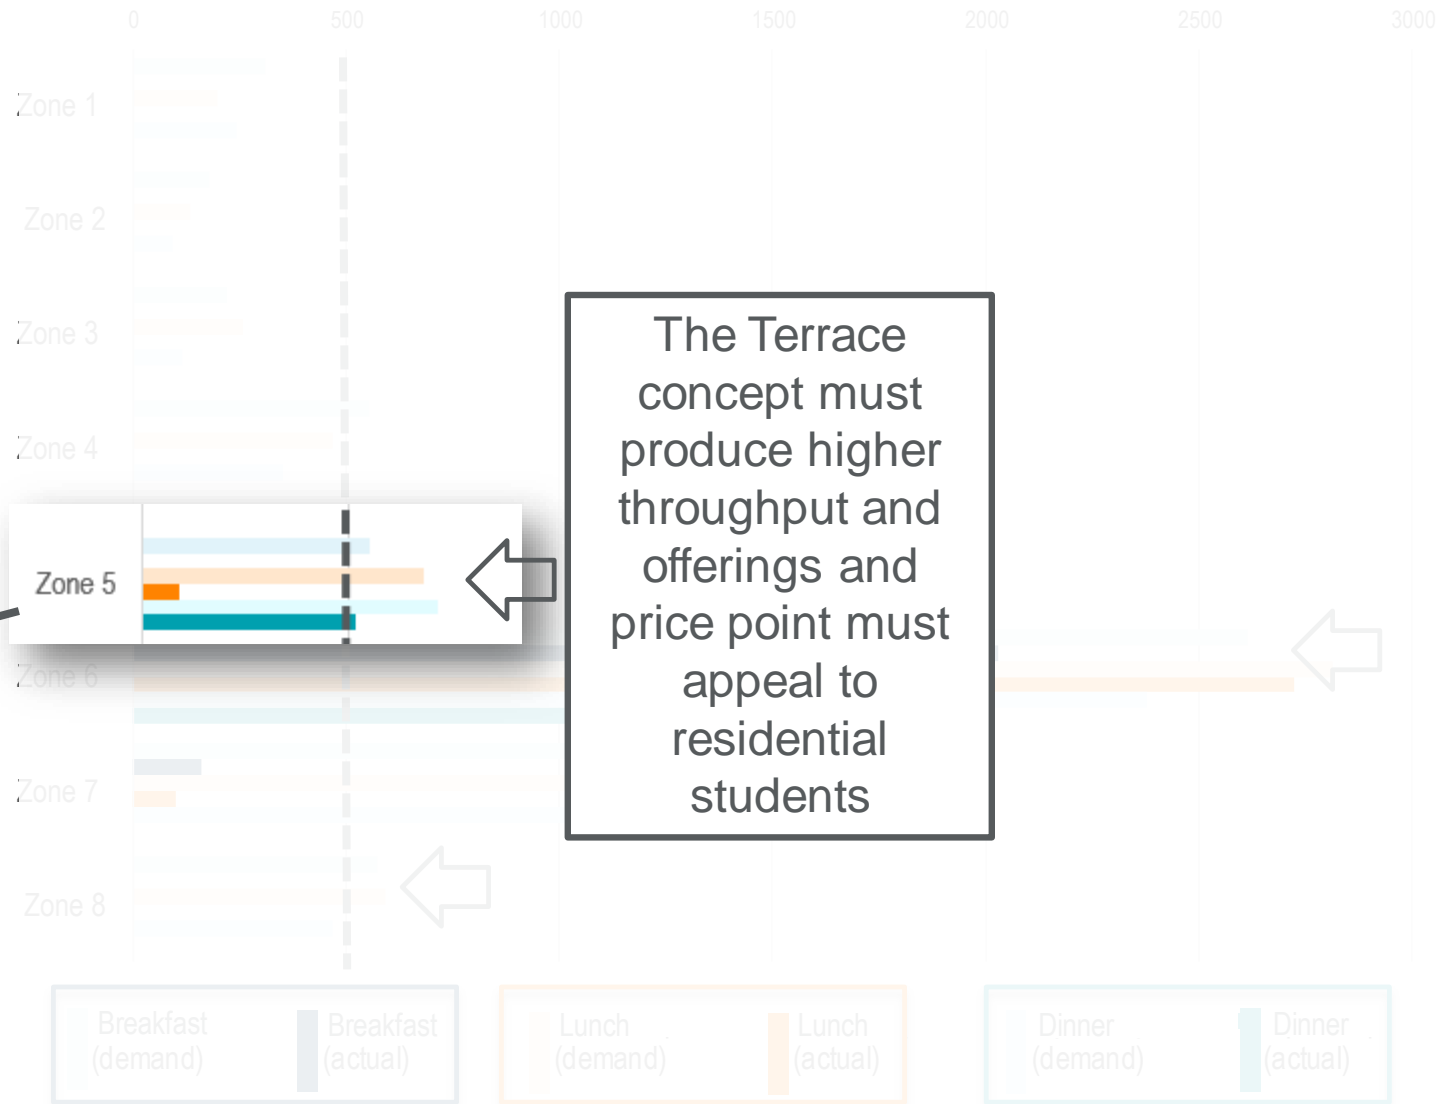 0 500 1000 1500 2000 2500 3000
Zone 1
Zone 2
Zone 3
Zone 4
Zone 5
Zone 6
Zone 7
Zone 8
The Terrace
concept must
produce higher
throughput and
offerings and
price point must
appeal to
residential
students
Breakfast
(demand)
Breakfast
(actual)
Lunch
(demand)
Lunch
(actual)
Dinner
(demand)
Dinner
(actual)